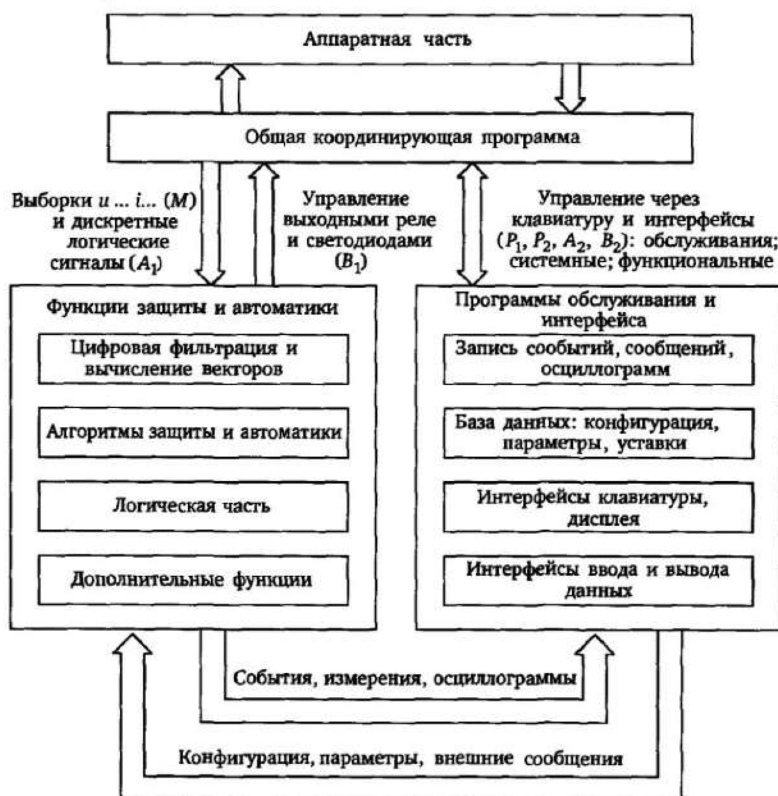 Аппаратная часть
Общая координирующая программа
Выборки u ... i... (M)
и дискретные
логические
сигналы (A₁)
Управление
выходными реле
и светодиодами
(B₁)
Управление через
клавиатуру и интерфейсы
(P₁, P₂, A₂, B₂): обслуживания;
системные; функциональные
Функции защиты и автоматики
Цифровая фильтрация и
вычисление векторов
Алгоритмы защиты и автоматики
Логическая часть
Дополнительные функции
Программы обслуживания и
интерфейса
Запись событий, сообщений,
осциллограмм
База данных: конфигурация,
параметры, уставки
Интерфейсы клавиатуры,
дисплея
Интерфейсы ввода и вывода
данных
События, измерения, осциллограммы
Конфигурация, параметры, внешние сообщения